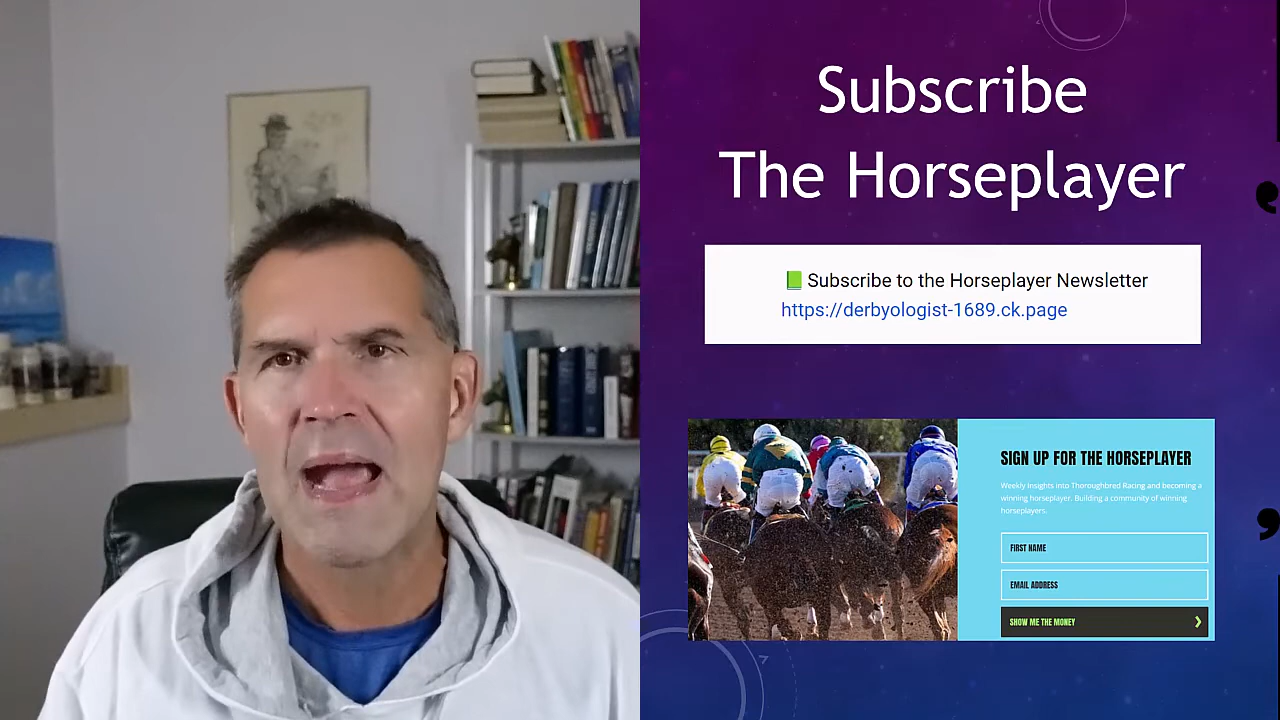 Subscribe
The Horseplayer
📗 Subscribe to the Horseplayer Newsletter
https://derbyologist-1689.ck.page
SIGN UP FOR THE HORSEPLAYER
Weekly insights into Thoroughbred Racing and becoming a
winning horseplayer. Building a community of winning
horseplayers.
FIRST NAME
EMAIL ADDRESS
SHOW ME THE MONEY